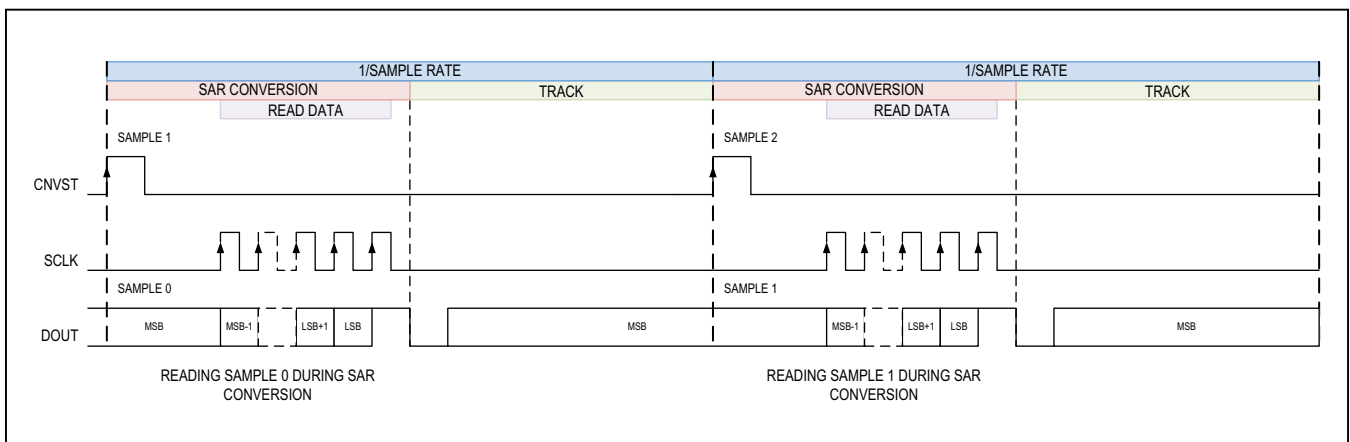 1/SAMPLE RATE 1/SAMPLE RATE
SAR CONVERSION TRACK SAR CONVERSION TRACK
READ DATA READ DATA
SAMPLE 1 SAMPLE 2
CNVST
SCLK
SAMPLE 0 SAMPLE 1
DOUT MSB MSB-1 LSB+1 LSB MSB MSB-1 LSB+1 LSB MSB
READING SAMPLE 0 DURING SAR READING SAMPLE 1 DURING SAR
CONVERSION CONVERSION